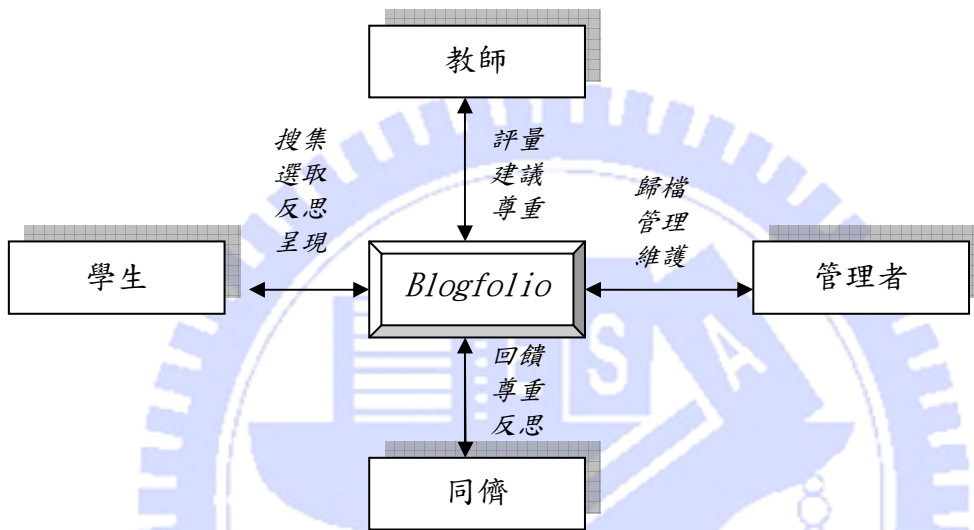 教師
搜集
選取
反思
呈現
評量
建議
尊重
歸檔
管理
維護
學生
Blogfolio
管理者
回饋
尊重
反思
同儕
ESA